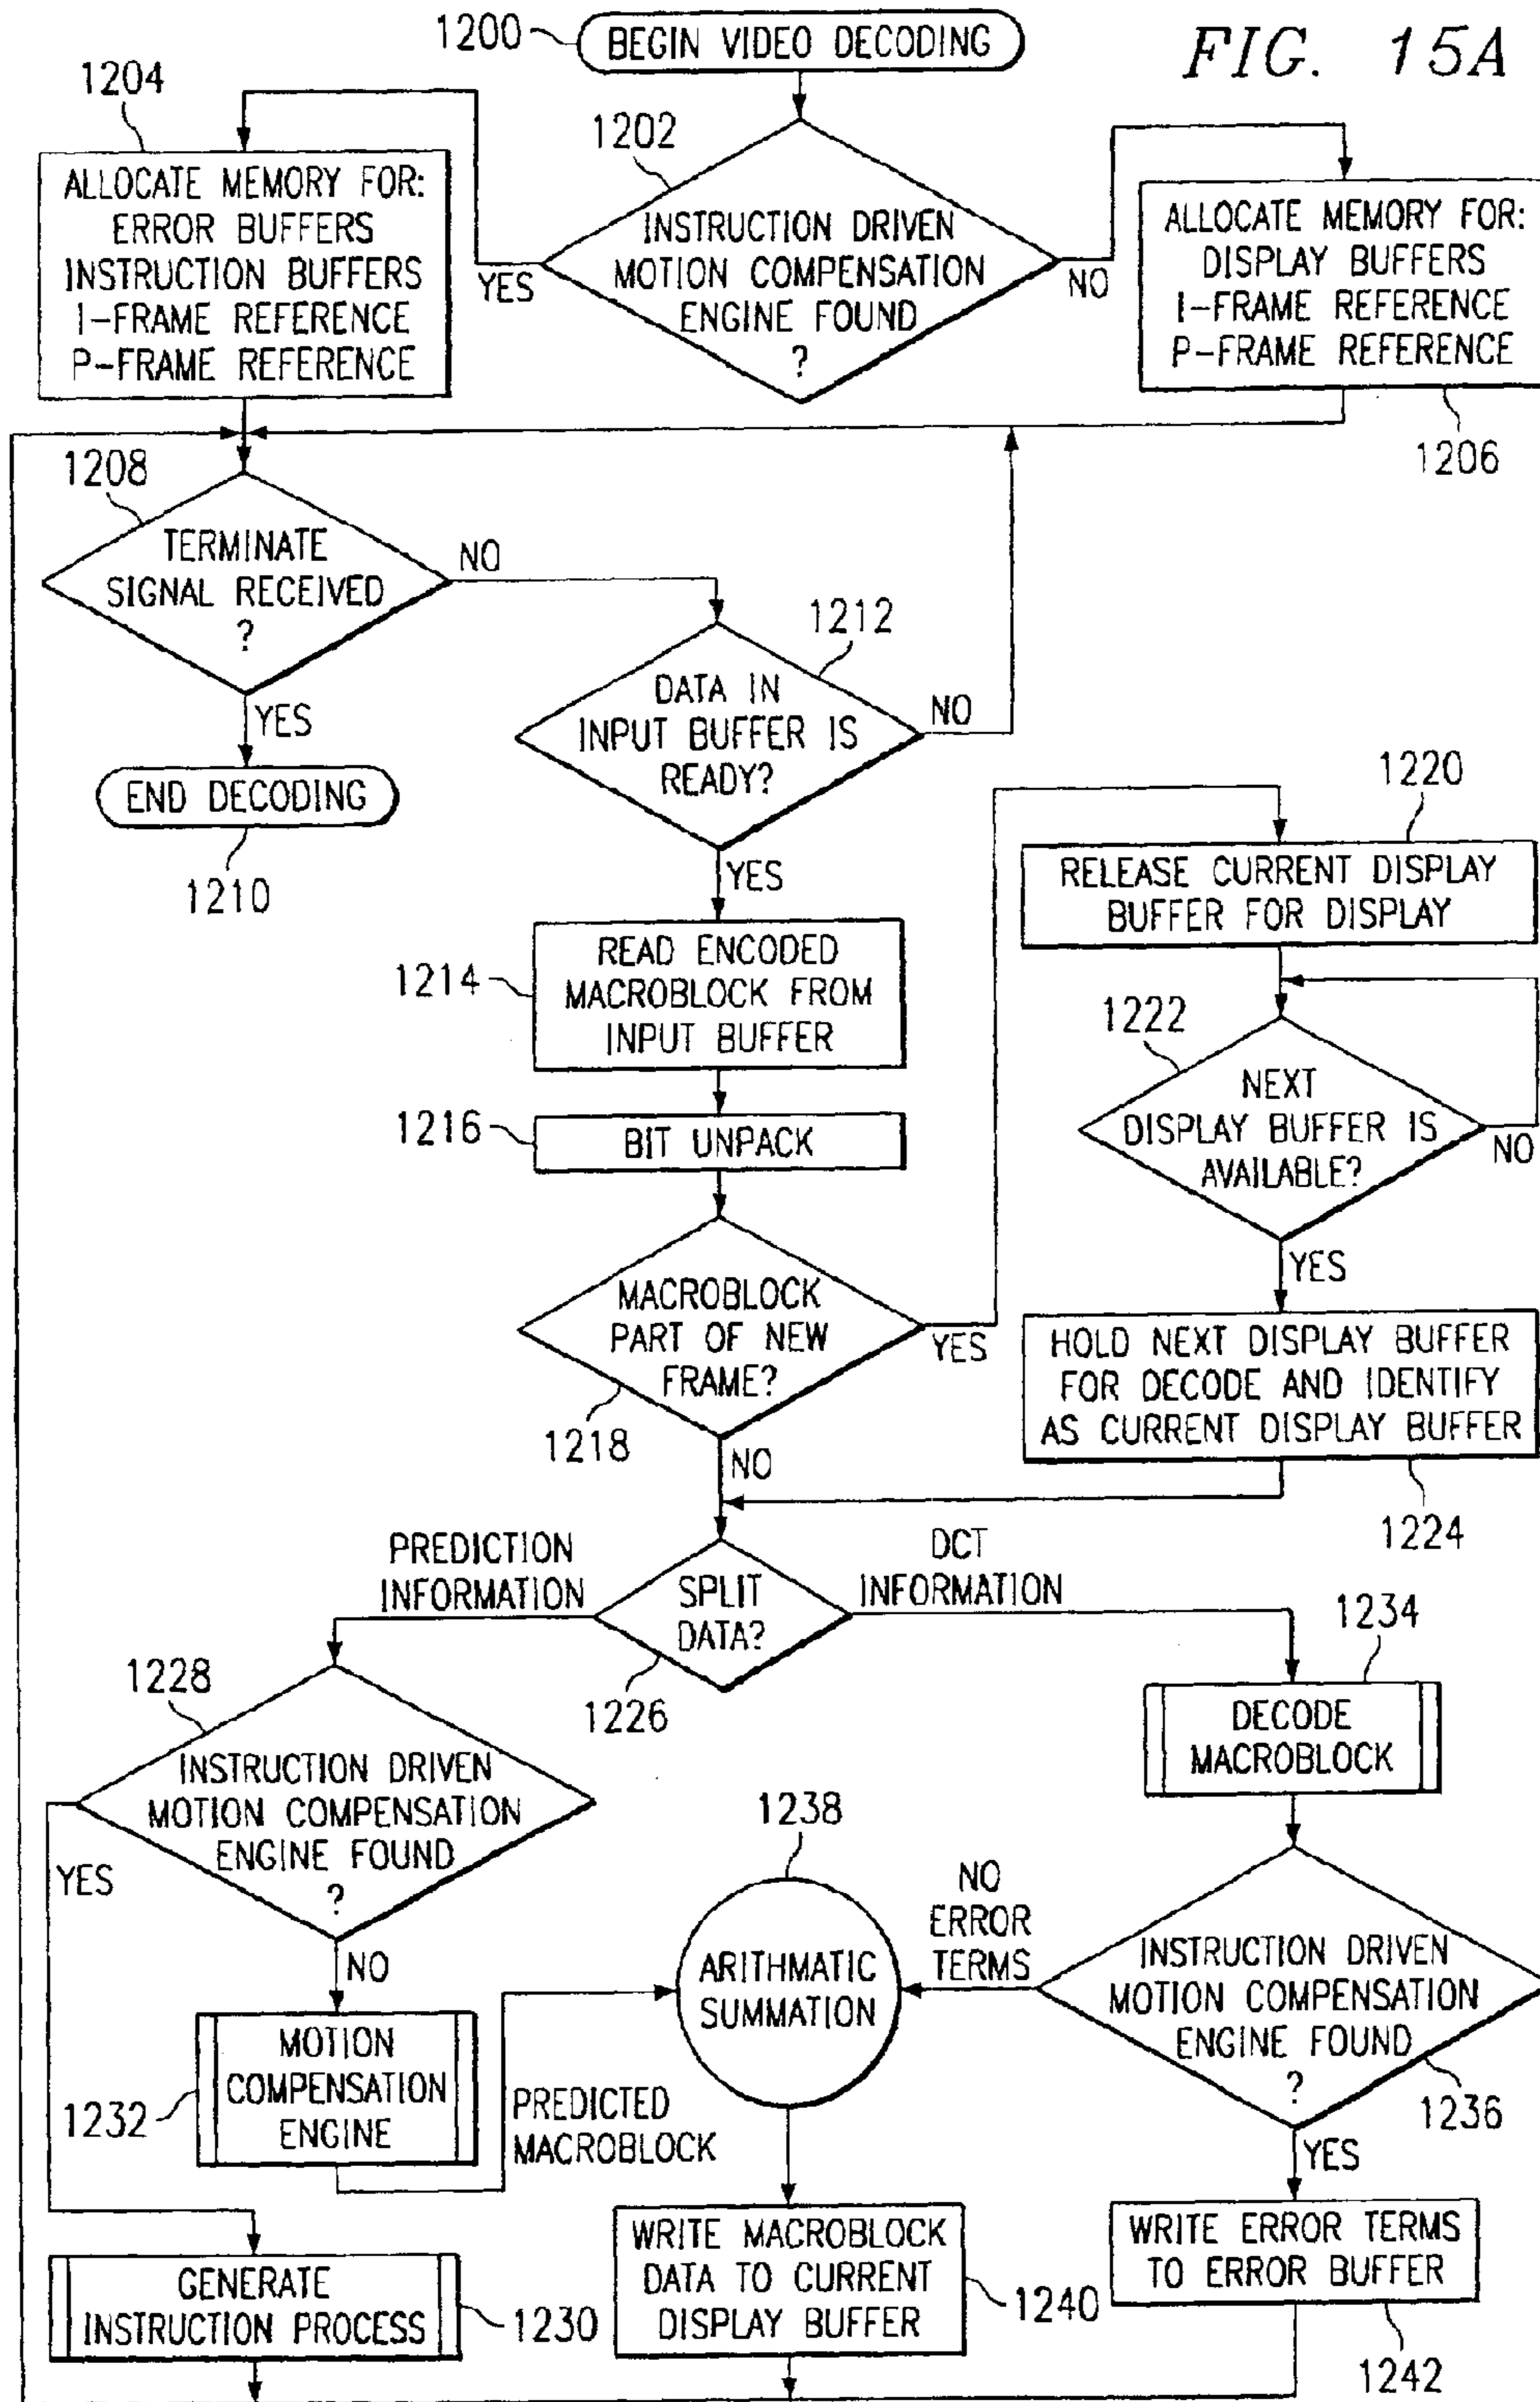 FIG. 15A
1200
BEGIN VIDEO DECODING
1204
ALLOCATE MEMORY FOR:
ERROR BUFFERS
INSTRUCTION BUFFERS
I-FRAME REFERENCE
P-FRAME REFERENCE
1202
INSTRUCTION DRIVEN
MOTION COMPENSATION
ENGINE FOUND
?
YES
NO
ALLOCATE MEMORY FOR:
DISPLAY BUFFERS
I-FRAME REFERENCE
P-FRAME REFERENCE
1206
1208
TERMINATE
SIGNAL RECEIVED
?
NO
YES
END DECODING
1210
1212
DATA IN
INPUT BUFFER IS
READY?
NO
YES
1214
READ ENCODED
MACROBLOCK FROM
INPUT BUFFER
1216
BIT UNPACK
MACROBLOCK
PART OF NEW
FRAME?
1218
YES
NO
1220
RELEASE CURRENT DISPLAY
BUFFER FOR DISPLAY
1222
NEXT
DISPLAY BUFFER IS
AVAILABLE?
NO
YES
HOLD NEXT DISPLAY BUFFER
FOR DECODE AND IDENTIFY
AS CURRENT DISPLAY BUFFER
1224
PREDICTION
INFORMATION
SPLIT
DATA?
1226
DCT
INFORMATION
1228
INSTRUCTION DRIVEN
MOTION COMPENSATION
ENGINE FOUND
?
YES
NO
1232
MOTION
COMPENSATION
ENGINE
PREDICTED
MACROBLOCK
GENERATE
INSTRUCTION PROCESS
1230
1238
ARITHMATIC
SUMMATION
WRITE MACROBLOCK
DATA TO CURRENT
DISPLAY BUFFER
1240
1234
DECODE
MACROBLOCK
NO
ERROR
TERMS
INSTRUCTION DRIVEN
MOTION COMPENSATION
ENGINE FOUND
?
1236
YES
WRITE ERROR TERMS
TO ERROR BUFFER
1242